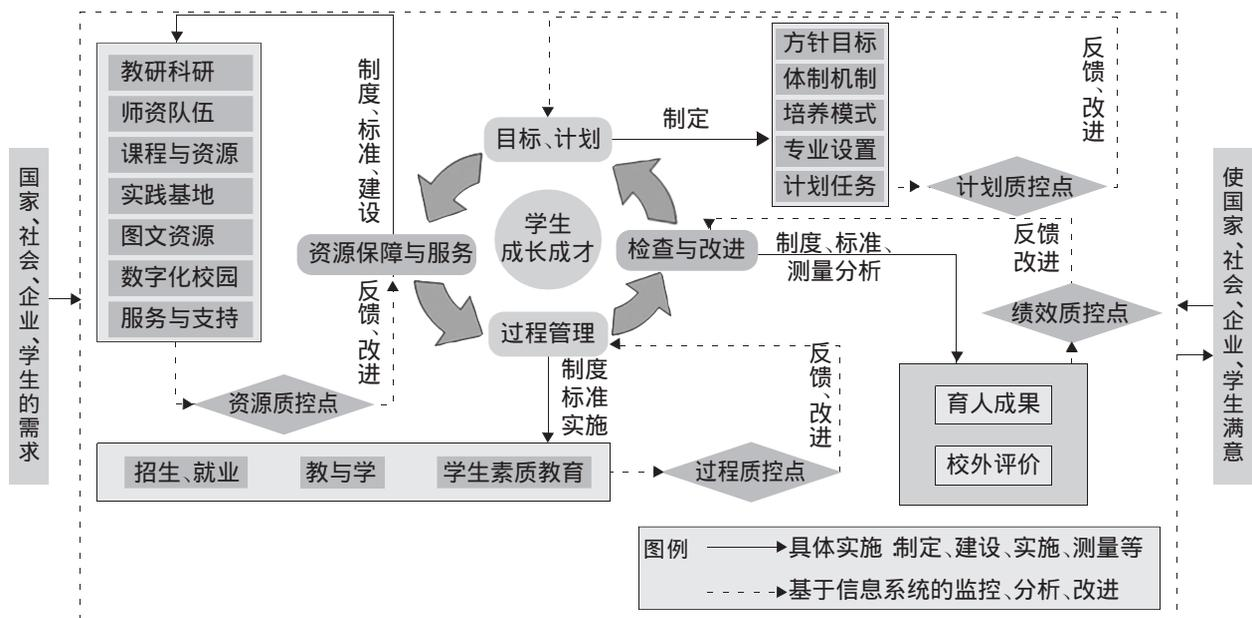 国家、社会、企业、学生的需求
教研科研
师资队伍
课程与资源
实践基地
图文资源
数字化校园
服务与支持
制度、标准、建设
资源保障与服务
反馈、改进
资源质控点
目标、计划
学生
成长成才
过程管理
检查与改进
制定
方针目标
体制机制
培养模式
专业设置
计划任务
计划质控点
反馈、改进
制度、标准、
测量分析
反馈
改进
绩效质控点
育人成果
校外评价
制度
标准
实施
招生、就业
教与学
学生素质教育
过程质控点
反馈、改进
使国家、社会、企业、学生满意
图例
具体实施:制定、建设、实施、测量等
基于信息系统的监控、分析、改进